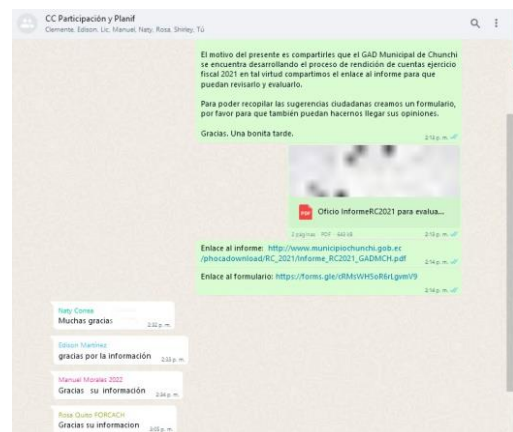 CC Participación y Planif
Clemente, Edison, Lic. Manuel, Naty, Rosa, Shirley, Tú
El motivo del presente es compartirles que el GAD Municipal de Chunchi
se encuentra desarrollando el proceso de rendición de cuentas ejercicio
fiscal 2021 en tal virtud compartimos el enlace al informe para que
puedan revisarlo y evaluarlo.
Para poder recopilar las sugerencias ciudadanas creamos un formulario,
por favor para que también puedan hacernos llegar sus opiniones.
Gracias. Una bonita tarde.
2:13 p. m.
PDF
Oficio InformeRC2021 para evalua...
2 páginas · PDF
2:13 p. m.
Enlace al informe: http://www.municipiochunchi.gob.ec
/phocadownload/RC_2021/Informe_RC2021_GADMCH.pdf
2:14 p. m.
Enlace al formulario: https://forms.gle/cRMsWH5oR6rLgvmV9
2:14 p. m.
Naty Correa
Muchas gracias
2:32 p. m.
Edison Martínez
gracias por la información
2:33 p. m.
Manuel Morales 2022
Gracias su información
2:34 p. m.
Rosa Quito FORCACH
Gracias su informacion
2:35 p. m.